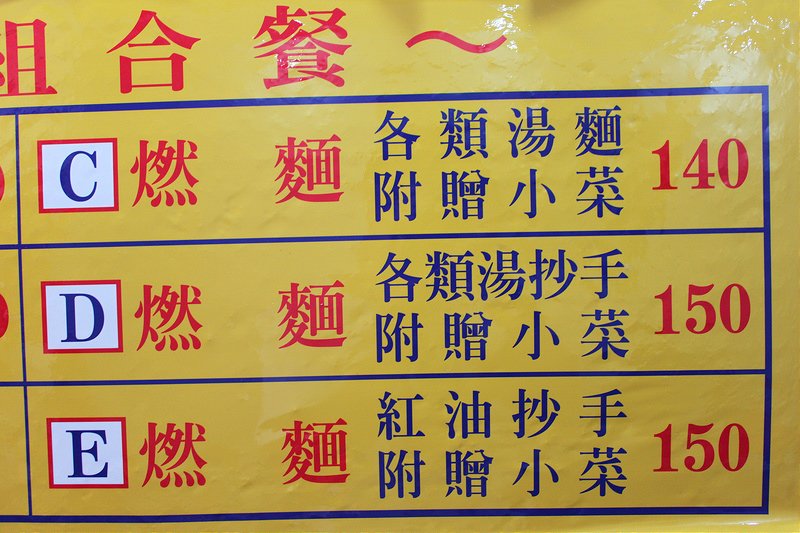 組合餐～
C 燃麵 各類湯麵 140
附贈小菜
D 燃麵 各類湯抄手 150
附贈小菜
E 燃麵 紅油抄手 150
附贈小菜